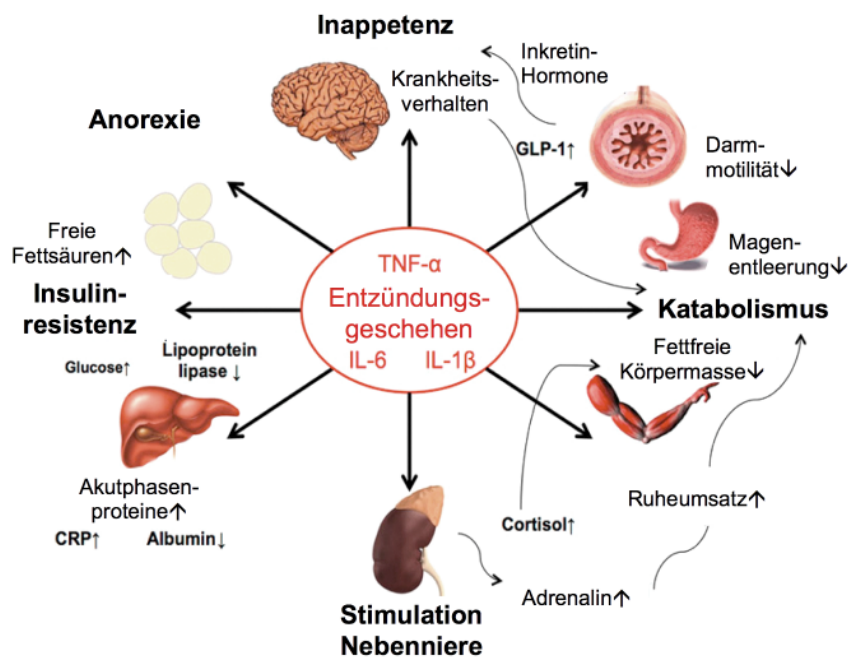 Inappetenz
Krankheits-
verhalten
Inkretin-
Hormone
Anorexie
GLP-1↑
Darm-
motilität↓
Freie
Fettsäuren↑
Magen-
entleerung↓
TNF-α
Entzündungs-
geschehen
IL-6 IL-1β
Insulin-
resistenz
Katabolismus
Glucose↑
Lipoprotein
lipase↓
Fettfreie
Körpermasse↓
Akutphasen-
proteine↑
CRP↑ Albumin↓
Cortisol↑
Ruheumsatz↑
Adrenalin↑
Stimulation
Nebenniere